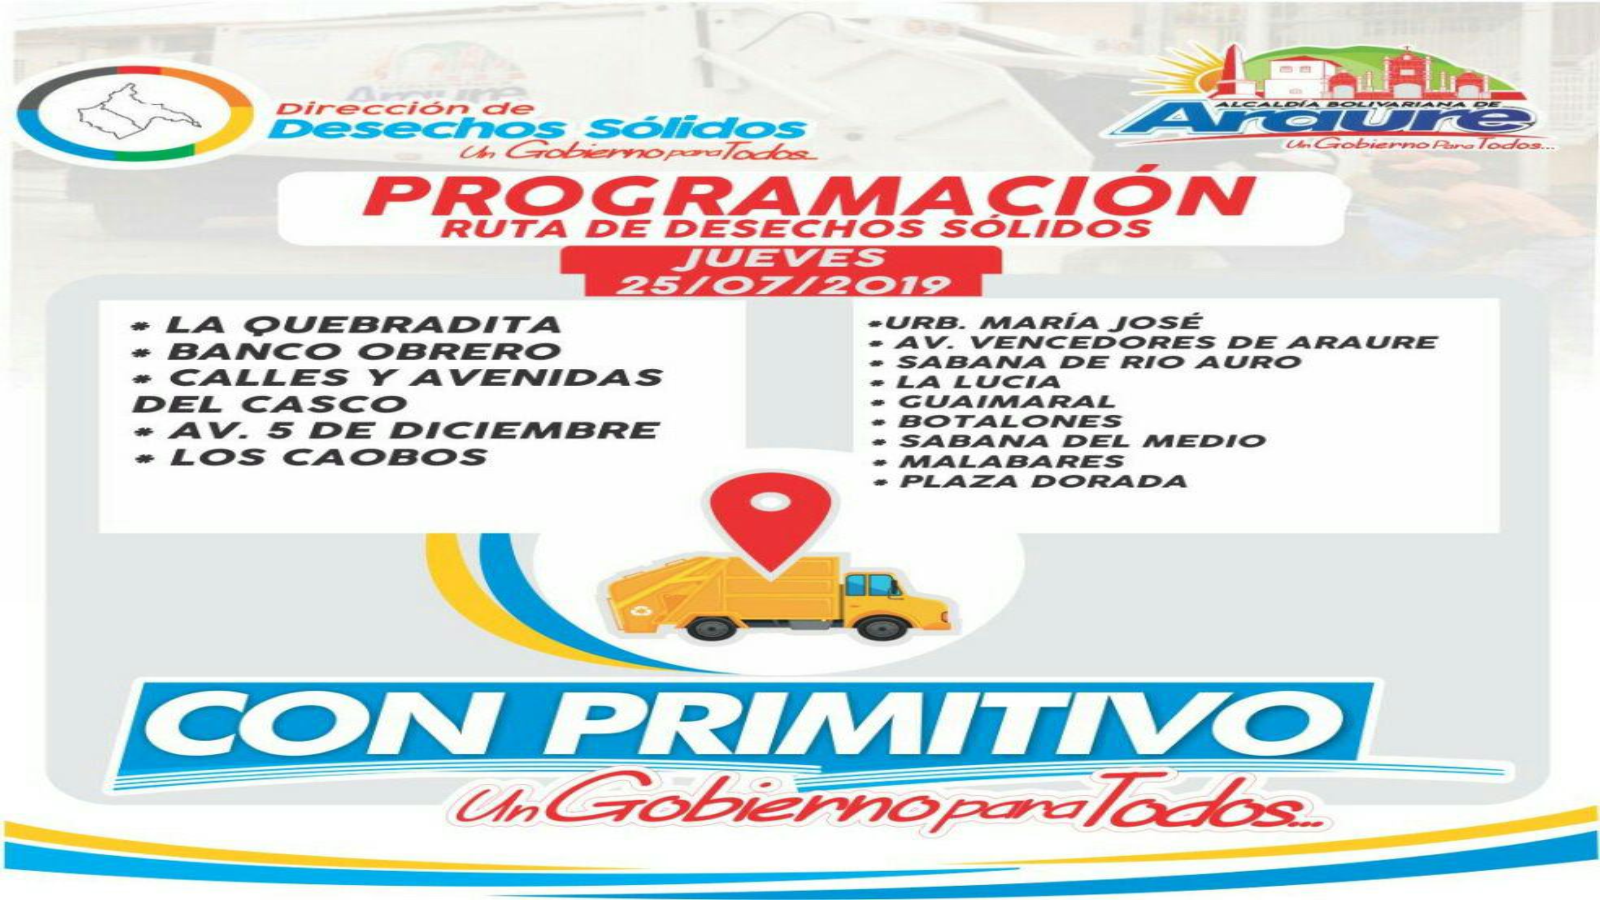 Dirección de
Desechos Sólidos
Un Gobierno para Todos...
ALCALDÍA BOLIVARIANA DE
Araure
Un Gobierno Para Todos...
PROGRAMACIÓN
RUTA DE DESECHOS SÓLIDOS
JUEVES
25/07/2019
* LA QUEBRADITA
* BANCO OBRERO
* CALLES Y AVENIDAS
DEL CASCO
* AV. 5 DE DICIEMBRE
* LOS CAOBOS
*URB. MARÍA JOSÉ
* AV. VENCEDORES DE ARAURE
* SABANA DE RIO AURO
* LA LUCIA
* GUAIMARAL
* BOTALONES
* SABANA DEL MEDIO
* MALABARES
* PLAZA DORADA
CON PRIMITIVO
Un Gobierno para Todos...